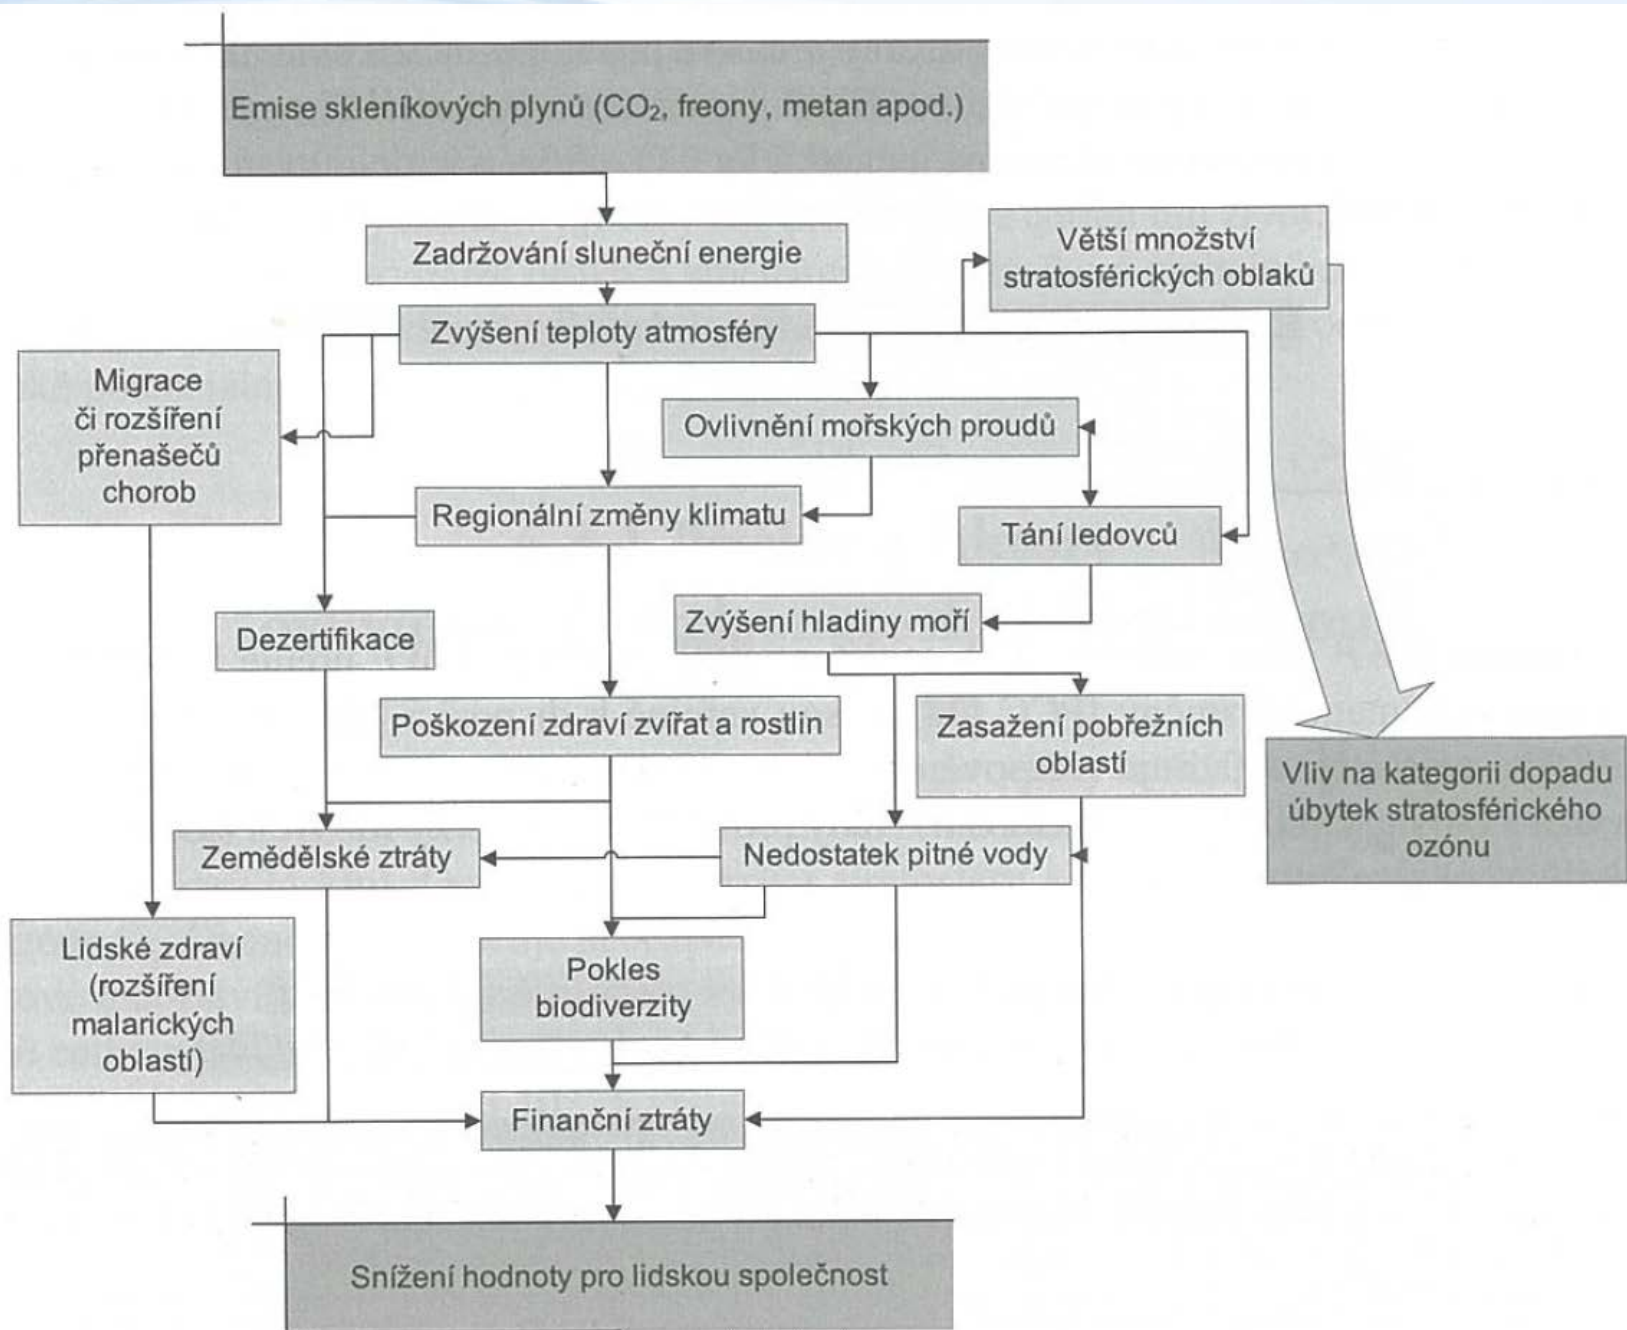 Emise skleníkových plynů (CO₂, freony, metan apod.)
Zadržování sluneční energie
Větší množství
stratosférických oblaků
Zvýšení teploty atmosféry
Migrace
či rozšíření
přenašečů
chorob
Ovlivnění mořských proudů
Regionální změny klimatu
Tání ledovců
Dezertifikace
Zvýšení hladiny moří
Poškození zdraví zvířat a rostlin
Zasažení pobřežních
oblastí
Vliv na kategorii dopadu
úbytek stratosférického
ozónu
Zemědělské ztráty
Nedostatek pitné vody
Lidské zdraví
(rozšíření
malarických
oblastí)
Pokles
biodiverzity
Finanční ztráty
Snížení hodnoty pro lidskou společnost